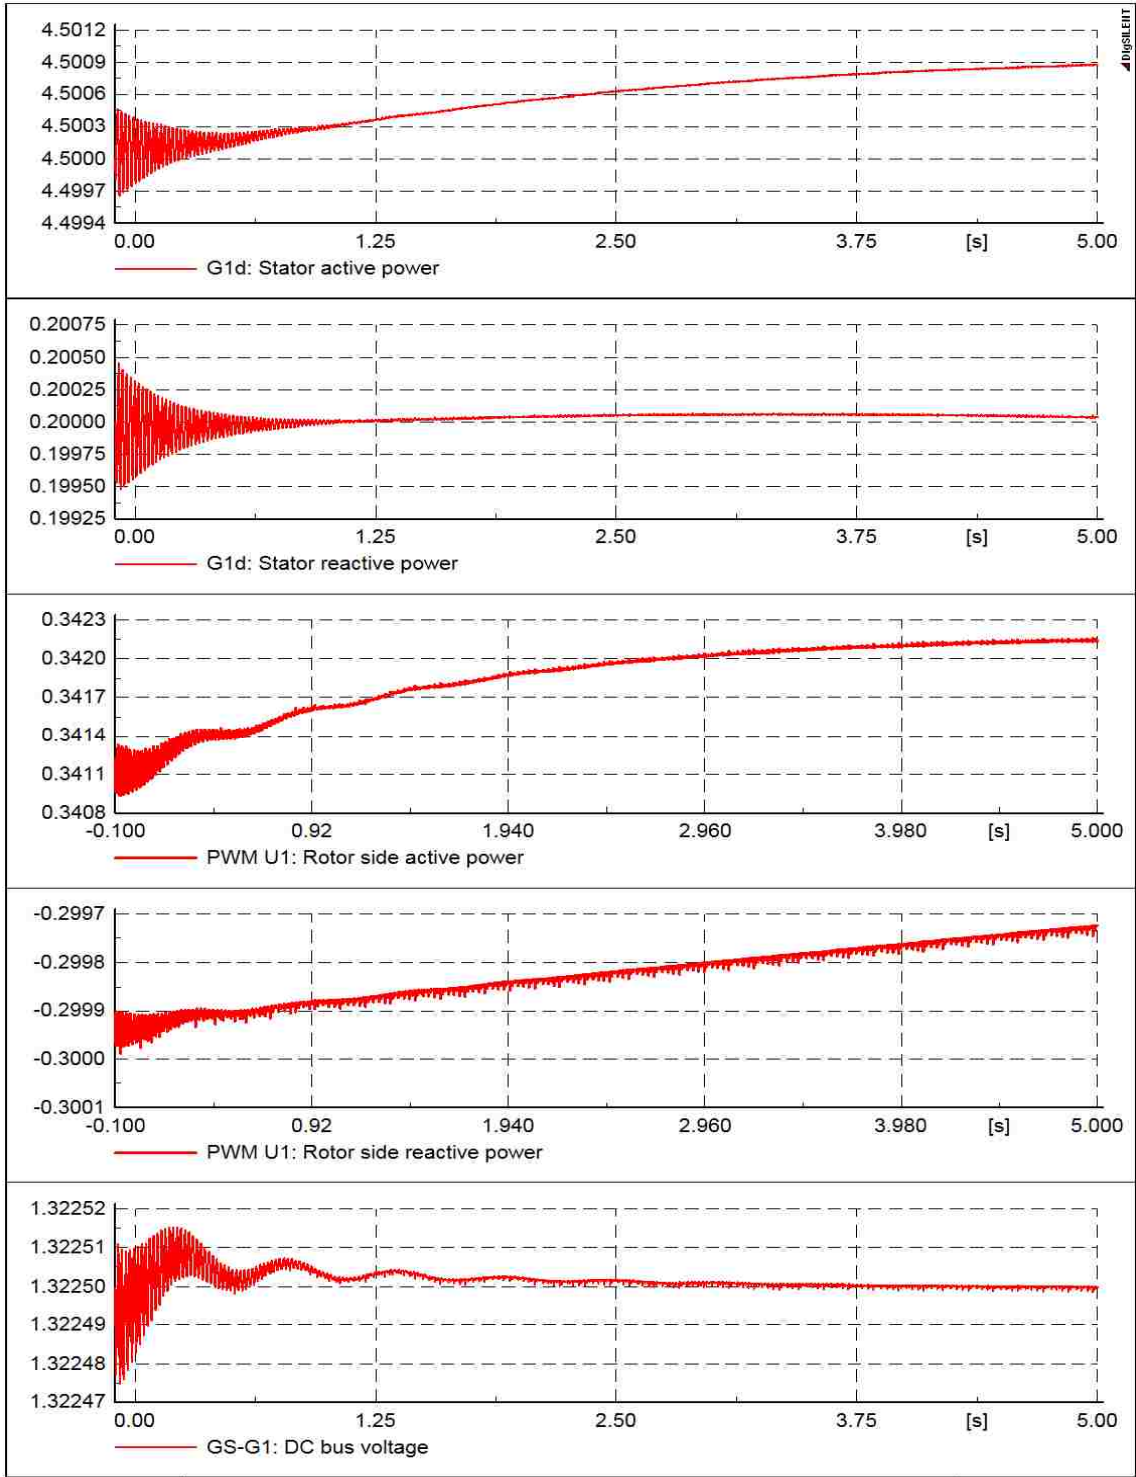 DIgSILENT
4.5012
4.5009
4.5006
4.5003
4.5000
4.4997
4.4994
0.00 1.25 2.50 3.75 [s] 5.00
G1d: Stator active power
0.20075
0.20050
0.20025
0.20000
0.19975
0.19950
0.19925
0.00 1.25 2.50 3.75 [s] 5.00
G1d: Stator reactive power
0.3423
0.3420
0.3417
0.3414
0.3411
0.3408
-0.100 0.92 1.940 2.960 3.980 [s] 5.000
PWM U1: Rotor side active power
-0.2997
-0.2998
-0.2999
-0.3000
-0.3001
-0.100 0.92 1.940 2.960 3.980 [s] 5.000
PWM U1: Rotor side reactive power
1.32252
1.32251
1.32250
1.32249
1.32248
1.32247
0.00 1.25 2.50 3.75 [s] 5.00
GS-G1: DC bus voltage